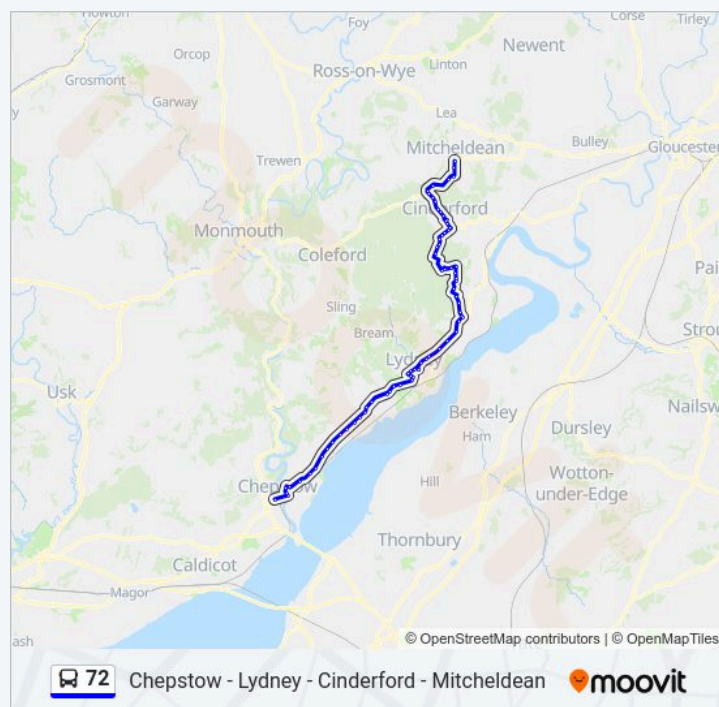 Howton
Foy
Corse
Tirley
Orcop
Newent
Grosmont
Linton
Ross-on-Wye
Garway
Lea
Mitcheldean
Bulley
Gloucester
Trewen
Cinderford
Monmouth
Coleford
Pai
Sling
Bream
Strou
Lydney
Usk
Berkeley
Nailsw
Ham
Dursley
Chepstow
Hill
Wotton-
under-Edge
Thornbury
Caldicot
Magor
ash
© OpenStreetMap contributors | © OpenMapTiles
72 Chepstow - Lydney - Cinderford - Mitcheldean moovit